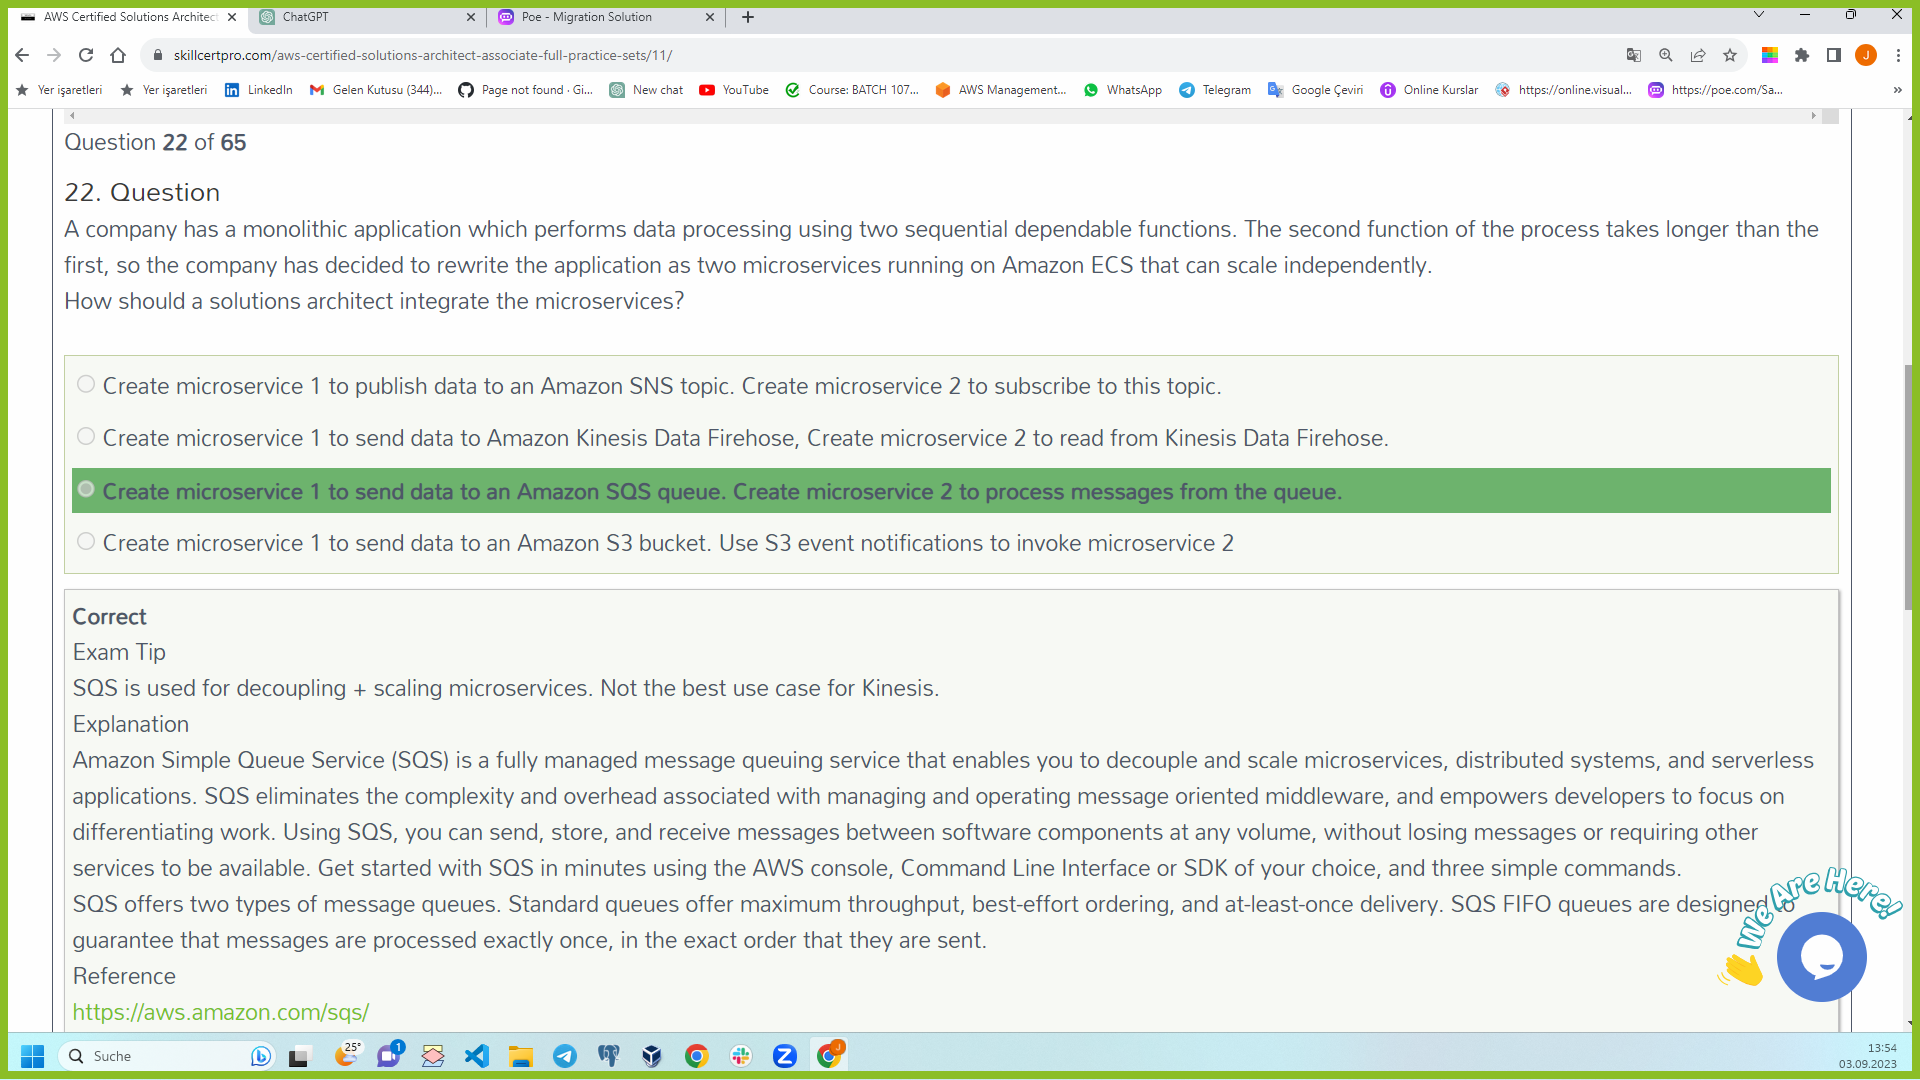 AWS Certified Solutions Architect
ChatGPT
Poe - Migration Solution
skillcertpro.com/aws-certified-solutions-architect-associate-full-practice-sets/11/
J
Yer işaretleri
Yer işaretleri
LinkedIn
Gelen Kutusu (344)...
Page not found · Gi...
New chat
YouTube
Course: BATCH 107...
AWS Management...
WhatsApp
Telegram
Google Çeviri
Online Kurslar
https://online.visual...
https://poe.com/Sa...
Question 22 of 65
22. Question
A company has a monolithic application which performs data processing using two sequential dependable functions. The second function of the process takes longer than the
first, so the company has decided to rewrite the application as two microservices running on Amazon ECS that can scale independently.
How should a solutions architect integrate the microservices?
Create microservice 1 to publish data to an Amazon SNS topic. Create microservice 2 to subscribe to this topic.
Create microservice 1 to send data to Amazon Kinesis Data Firehose, Create microservice 2 to read from Kinesis Data Firehose.
Create microservice 1 to send data to an Amazon SQS queue. Create microservice 2 to process messages from the queue.
Create microservice 1 to send data to an Amazon S3 bucket. Use S3 event notifications to invoke microservice 2
Correct
Exam Tip
SQS is used for decoupling + scaling microservices. Not the best use case for Kinesis.
Explanation
Amazon Simple Queue Service (SQS) is a fully managed message queuing service that enables you to decouple and scale microservices, distributed systems, and serverless
applications. SQS eliminates the complexity and overhead associated with managing and operating message oriented middleware, and empowers developers to focus on
differentiating work. Using SQS, you can send, store, and receive messages between software components at any volume, without losing messages or requiring other
services to be available. Get started with SQS in minutes using the AWS console, Command Line Interface or SDK of your choice, and three simple commands.
SQS offers two types of message queues. Standard queues offer maximum throughput, best-effort ordering, and at-least-once delivery. SQS FIFO queues are designed to
guarantee that messages are processed exactly once, in the exact order that they are sent.
Reference
https://aws.amazon.com/sqs/
We Are Here!
Suche
25°
1
J
13:54
03.09.2023